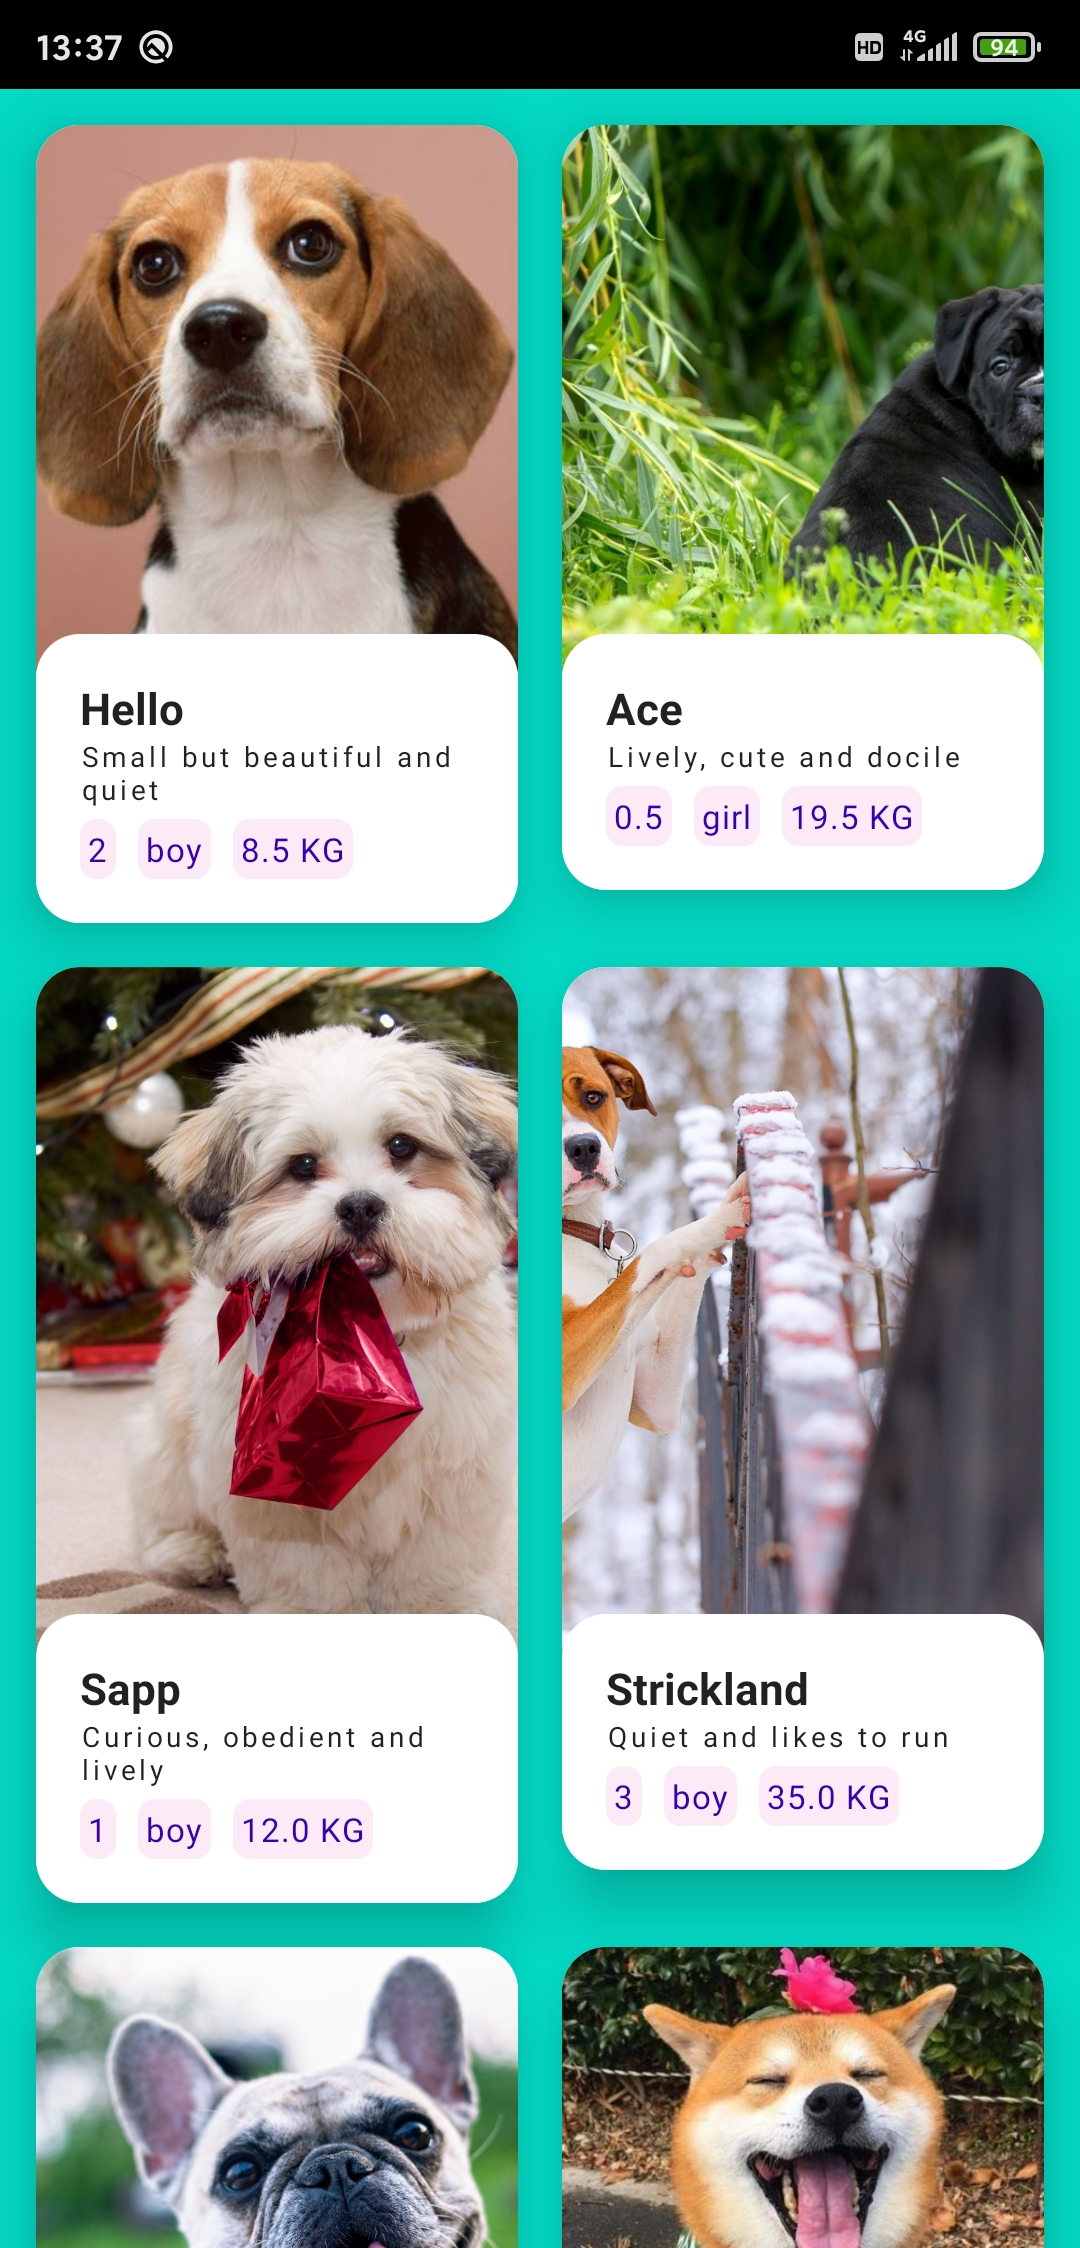 13:37
HD 4G 94
Hello
Small but beautiful and
quiet
2 boy 8.5 KG
Ace
Lively, cute and docile
0.5 girl 19.5 KG
Sapp
Curious, obedient and
lively
1 boy 12.0 KG
Strickland
Quiet and likes to run
3 boy 35.0 KG